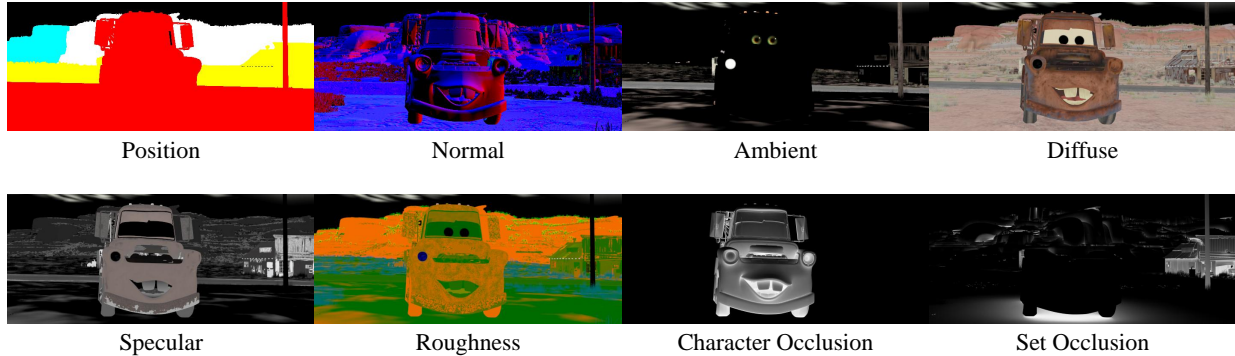 Position
Normal
Ambient
Diffuse
Specular
Roughness
Character Occlusion
Set Occlusion